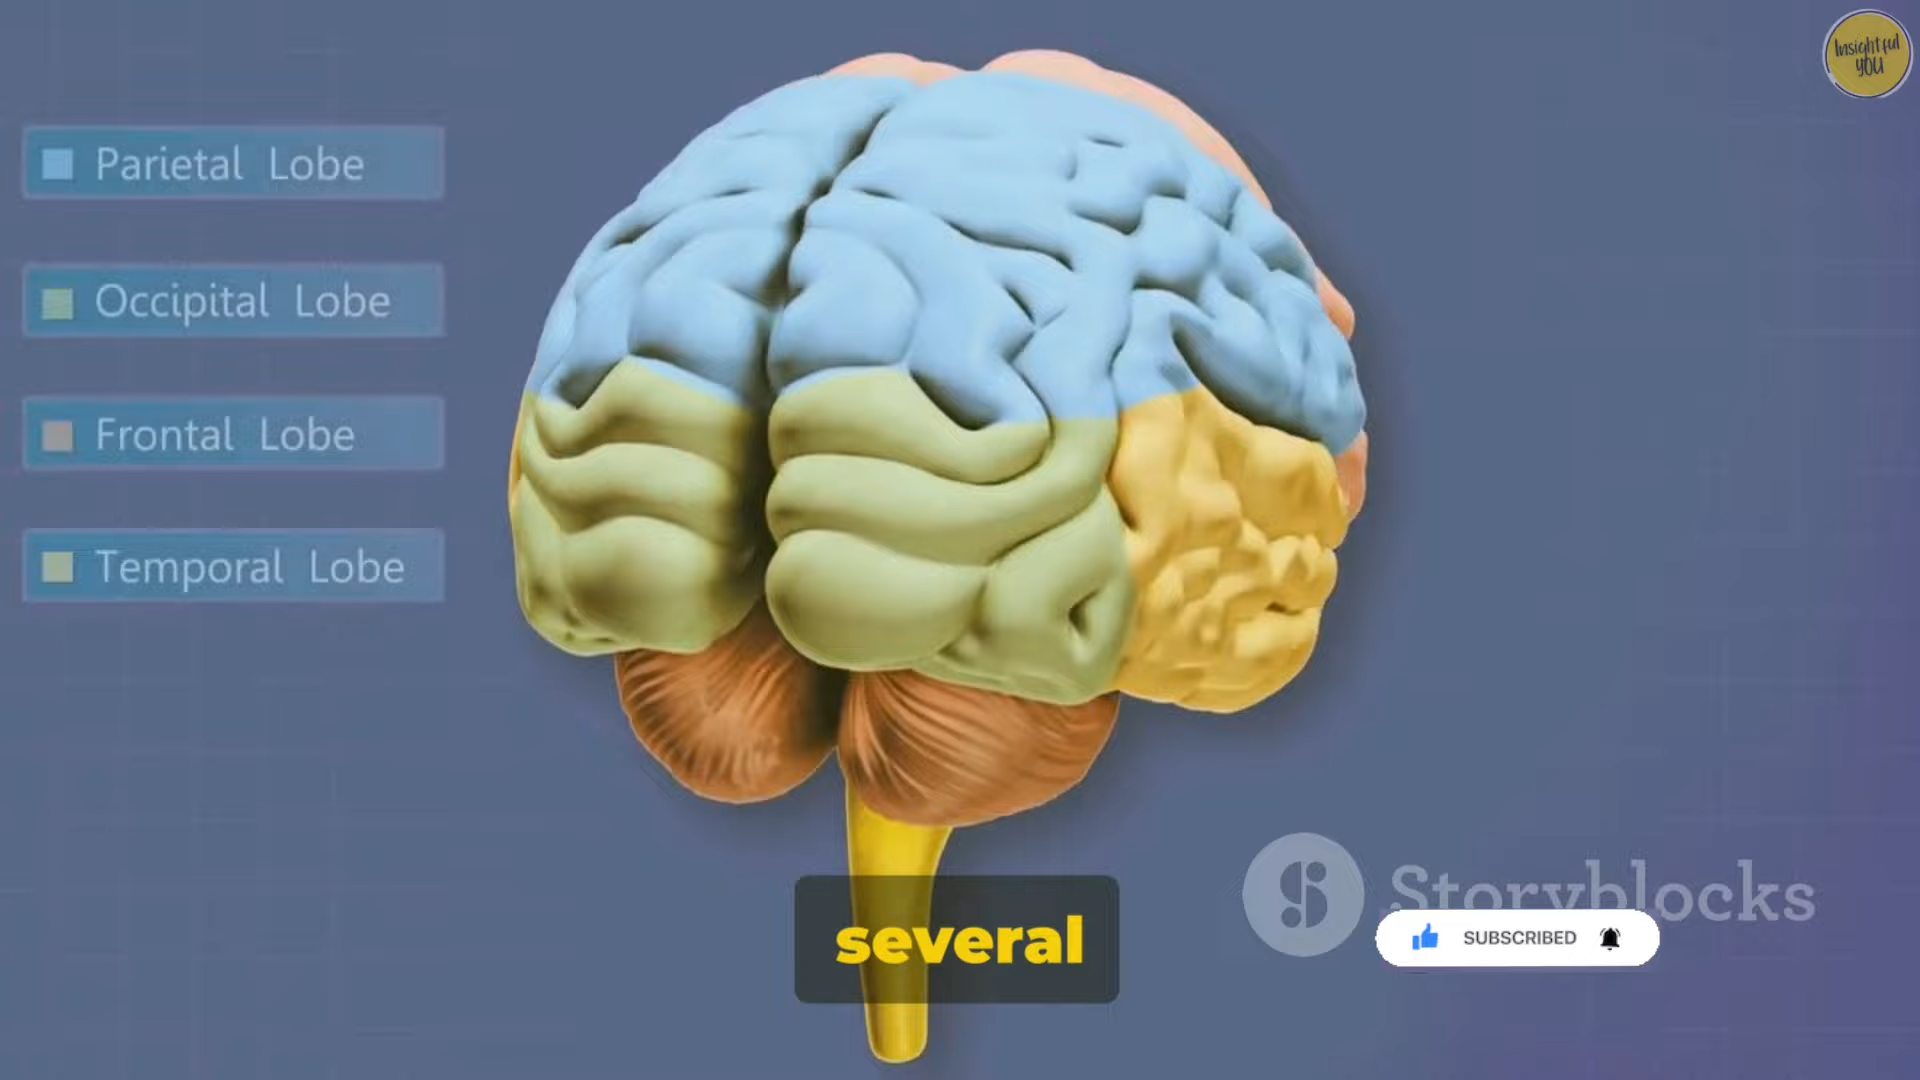 Insightful
YOU
Parietal Lobe
Occipital Lobe
Frontal Lobe
Temporal Lobe
several
Storyblocks
SUBSCRIBED